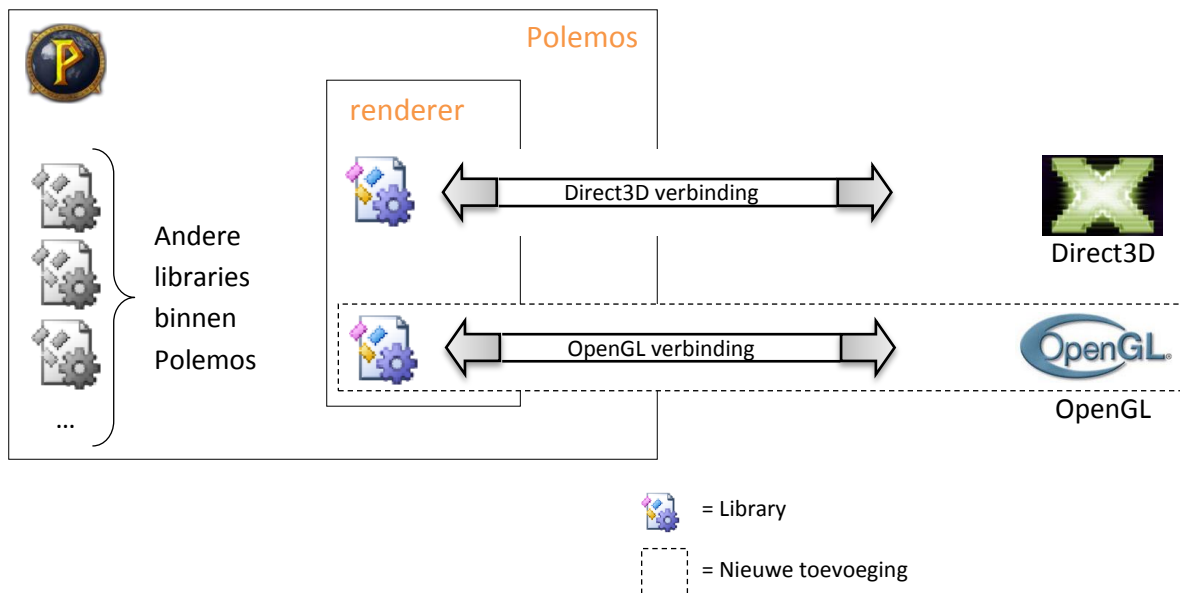 Polemos
P
renderer
Direct3D verbinding
Direct3D
Andere
libraries
binnen
Polemos
...
OpenGL verbinding
OpenGL®
OpenGL
= Library
= Nieuwe toevoeging